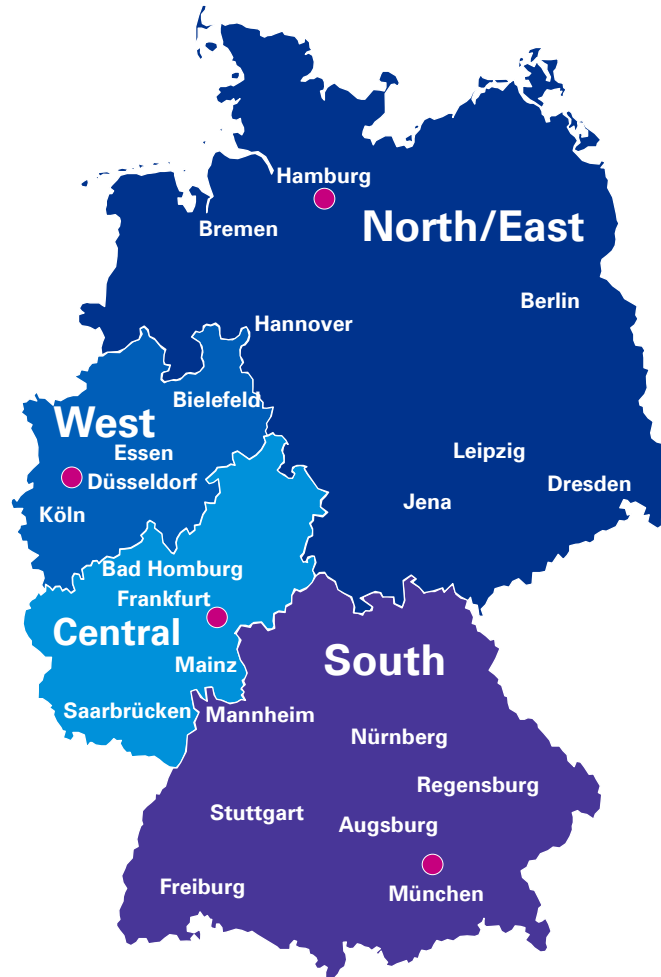 Hamburg
Bremen
North/East
Berlin
Hannover
Bielefeld
West
Essen
Leipzig
Düsseldorf
Dresden
Jena
Köln
Bad Homburg
Frankfurt
Central
South
Mainz
Saarbrücken
Mannheim
Nürnberg
Regensburg
Stuttgart
Augsburg
Freiburg
München